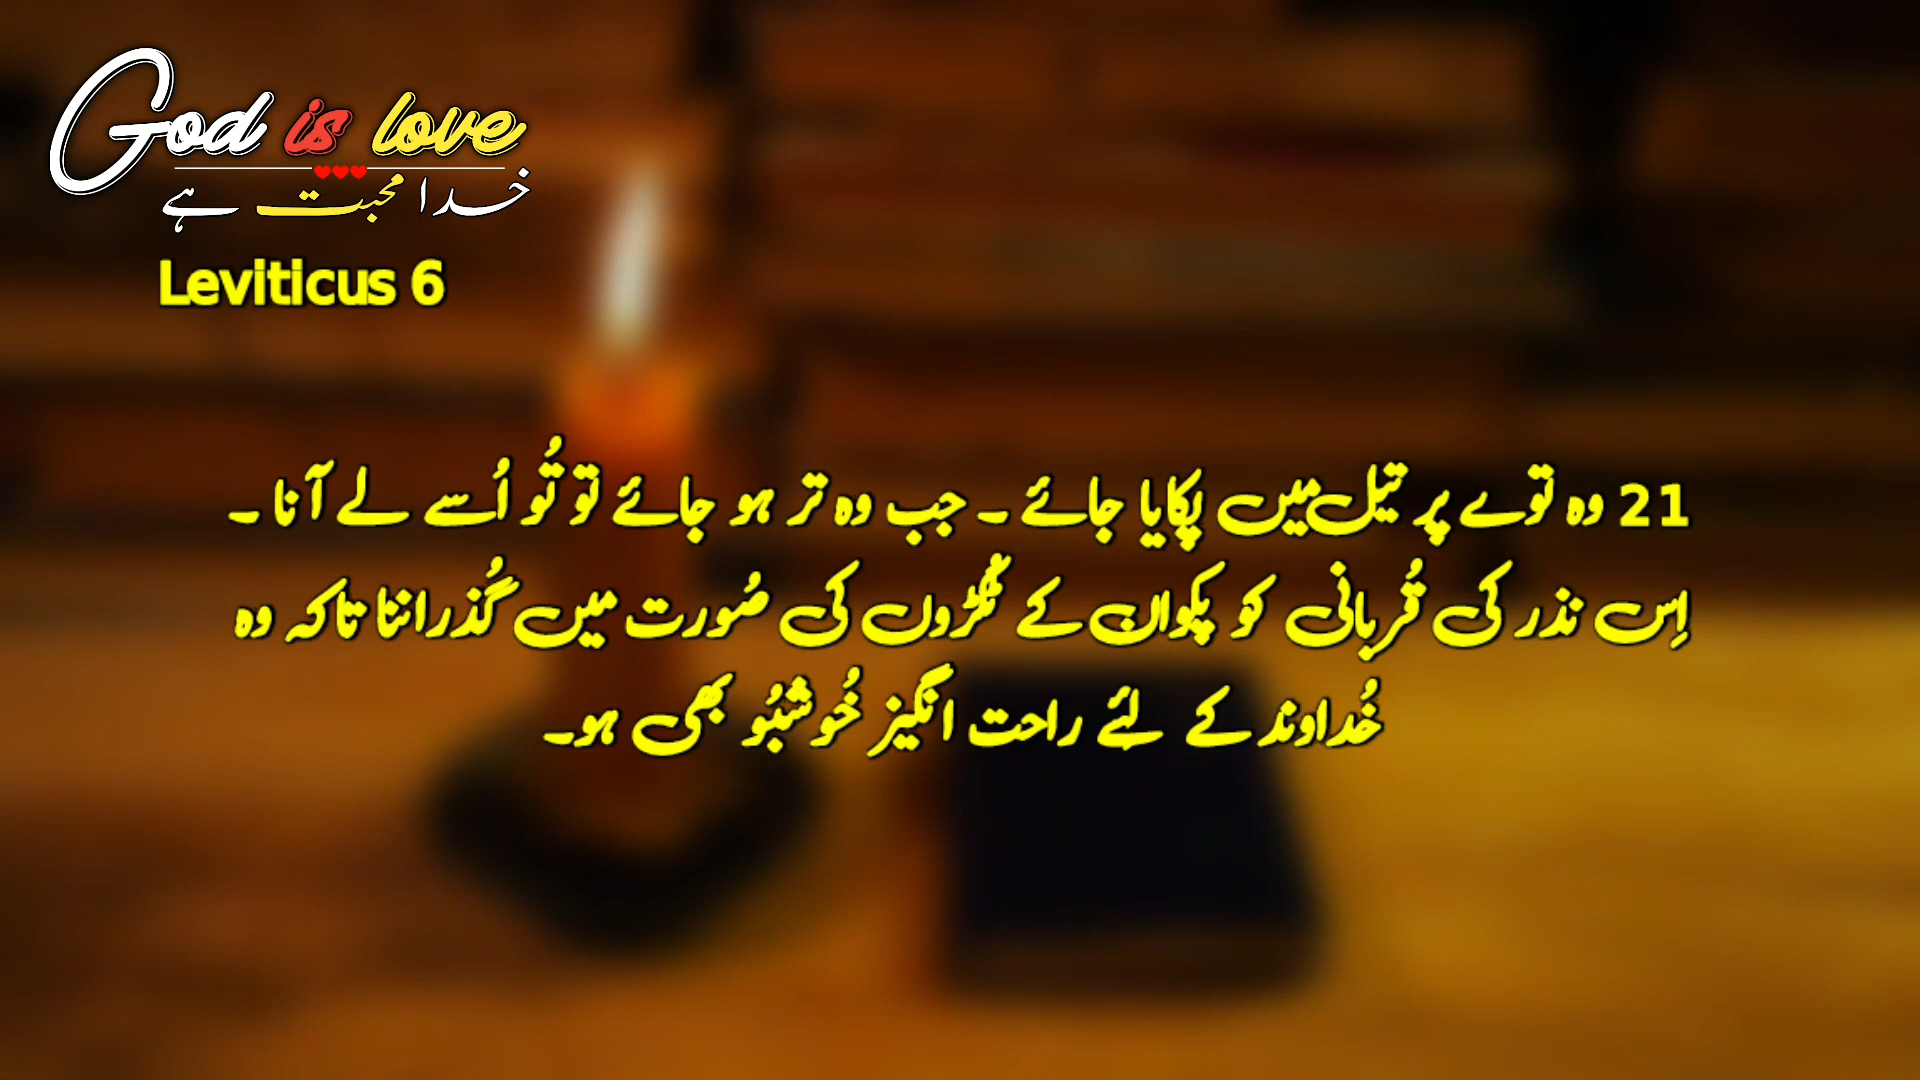 God is love
خدا محبت ہے
Leviticus 6
21 وہ توے پر تیل میں پکایا جائے ۔ جب وہ تر ہو جائے تو تُو اُسے لے آنا ۔
اِس نذر کی قُربانی کو پکوان کے ٹُکڑوں کی صُورت میں گُذراننا تاکہ وہ
خُداوند کے لئے راحت انگیز خُوشبُو بھی ہو۔